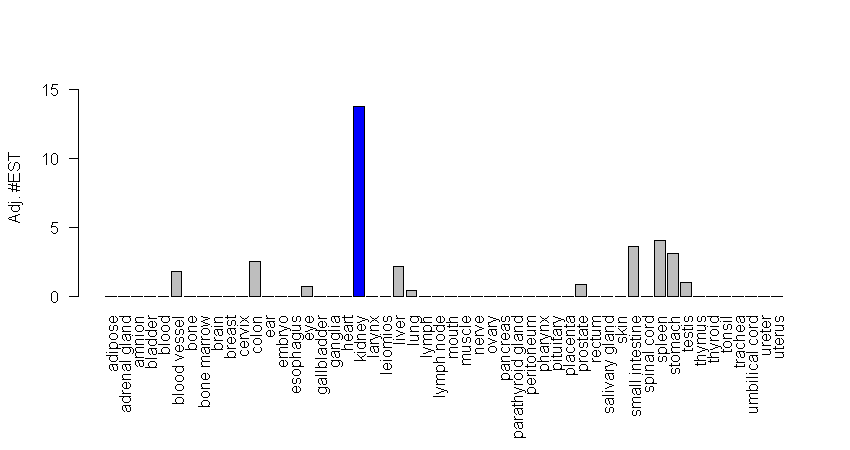 15
10
5
0
Adj. #EST
adipose
adrenal gland
amnion
bladder
blood
blood vessel
bone
bone marrow
brain
breast
cervix
colon
ear
embryo
esophagus
eye
gallbladder
ganglia
heart
kidney
larynx
leiomios
liver
lung
lymph
lymph node
mouth
muscle
nerve
ovary
pancreas
parathyroid gland
peritoneum
pharynx
pituitary
placenta
prostate
rectum
salivary gland
skin
small intestine
spinal cord
spleen
stomach
testis
thymus
thyroid
tonsil
trachea
umbilical cord
ureter
uterus